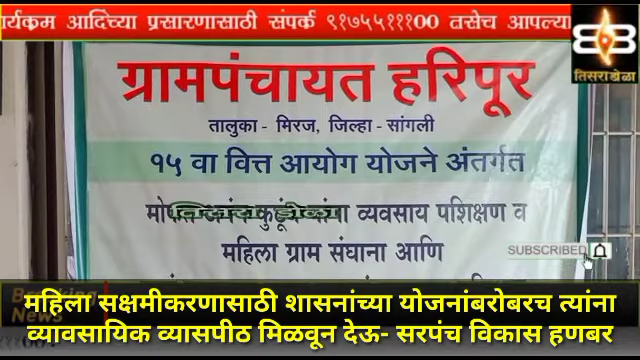 र्यक्रम आदिंच्या प्रसारणासाठी संपर्क ९१७५५१११00 तसेच आपल्या
तिसरा डोळा
ग्रामपंचायत हरिपूर
तालुका - मिरज, जिल्हा - सांगली
१५ वा वित्त आयोग योजने अंतर्गत
व्यवसाय पशिक्षण व
महिला ग्राम संघाना आणि
SUBSCRIBED
Breaking
News
महिला सक्षमीकरणासाठी शासनांच्या योजनांबरोबरच त्यांना
व्यावसायिक व्यासपीठ मिळवून देऊ- सरपंच विकास हणबर